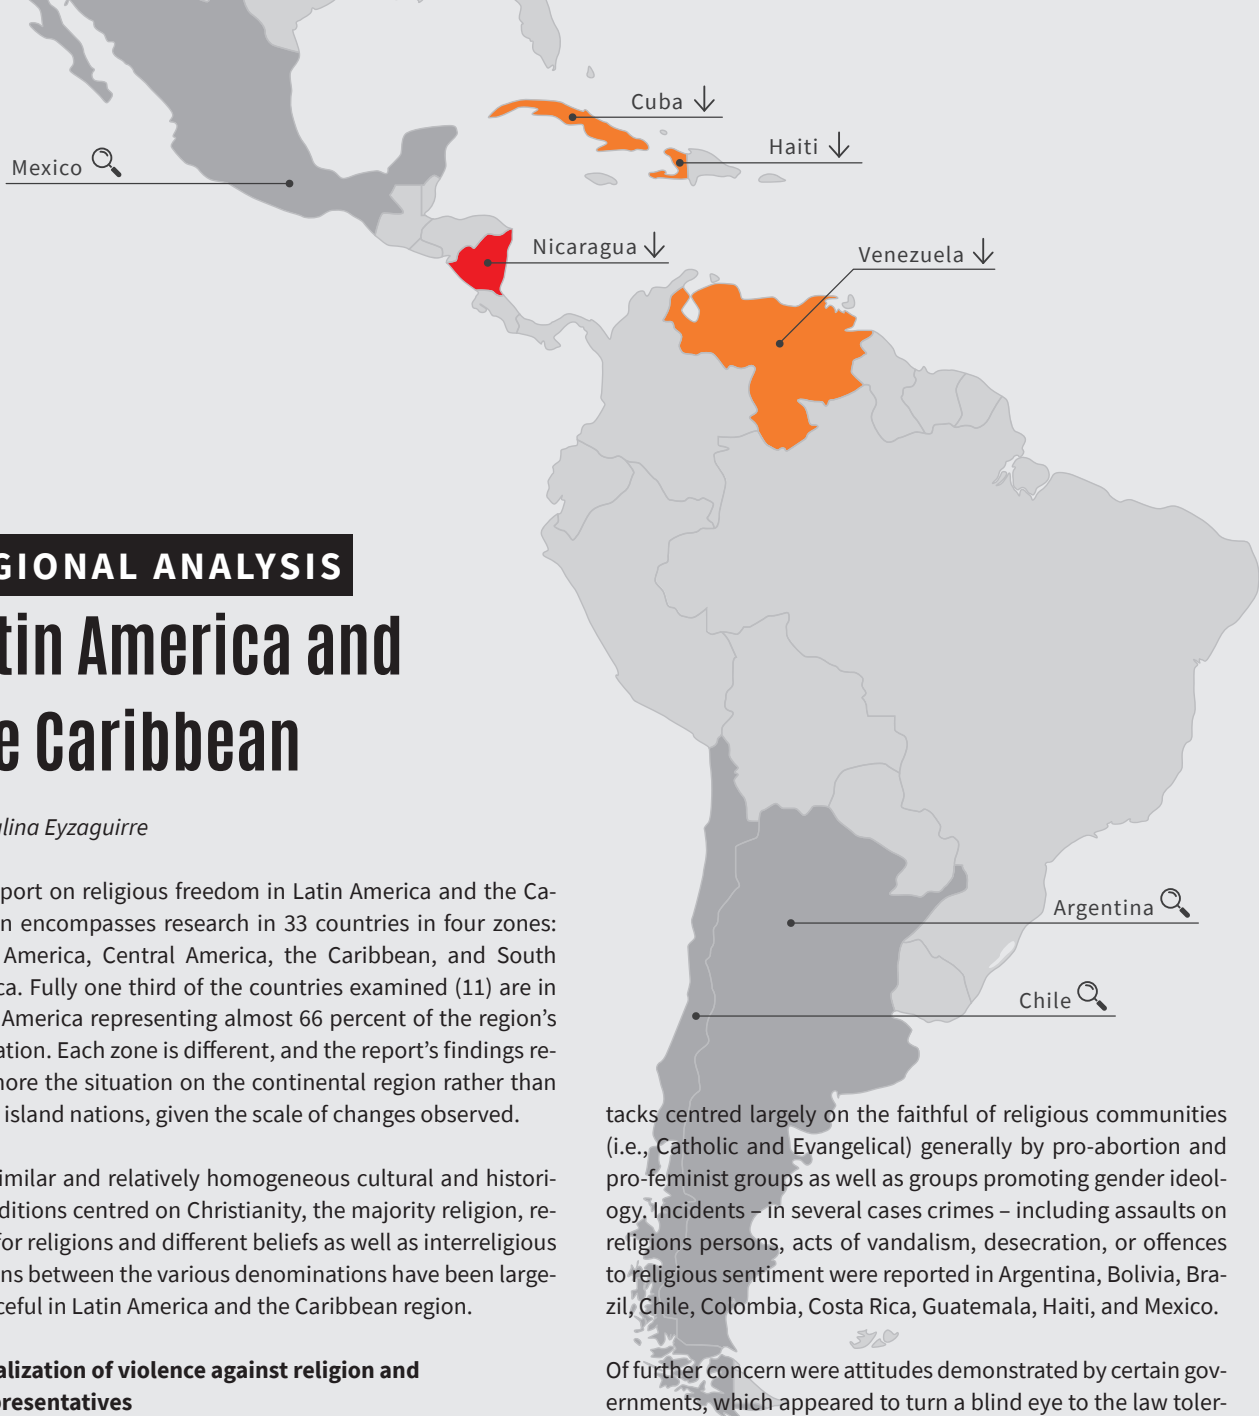 Cuba
Haiti
Mexico
Nicaragua
Venezuela
GIONAL ANALYSIS
tin America and
e Caribbean
lina Eyzaguirre
port on religious freedom in Latin America and the Ca-
n encompasses research in 33 countries in four zones:
America, Central America, the Caribbean, and South
ca. Fully one third of the countries examined (11) are in
America representing almost 66 percent of the region's
ation. Each zone is different, and the report's findings re-
nore the situation on the continental region rather than
island nations, given the scale of changes observed.
imilar and relatively homogeneous cultural and histori-
ditions centred on Christianity, the majority religion, re-
for religions and different beliefs as well as interreligious
ns between the various denominations have been large-
ceful in Latin America and the Caribbean region.
alization of violence against religion and
presentatives
Argentina
Chile
tacks centred largely on the faithful of religious communities
(i.e., Catholic and Evangelical) generally by pro-abortion and
pro-feminist groups as well as groups promoting gender ideol-
ogy. Incidents – in several cases crimes – including assaults on
religions persons, acts of vandalism, desecration, or offences
to religious sentiment were reported in Argentina, Bolivia, Bra-
zil, Chile, Colombia, Costa Rica, Guatemala, Haiti, and Mexico.
Of further concern were attitudes demonstrated by certain gov-
ernments, which appeared to turn a blind eye to the law toler-